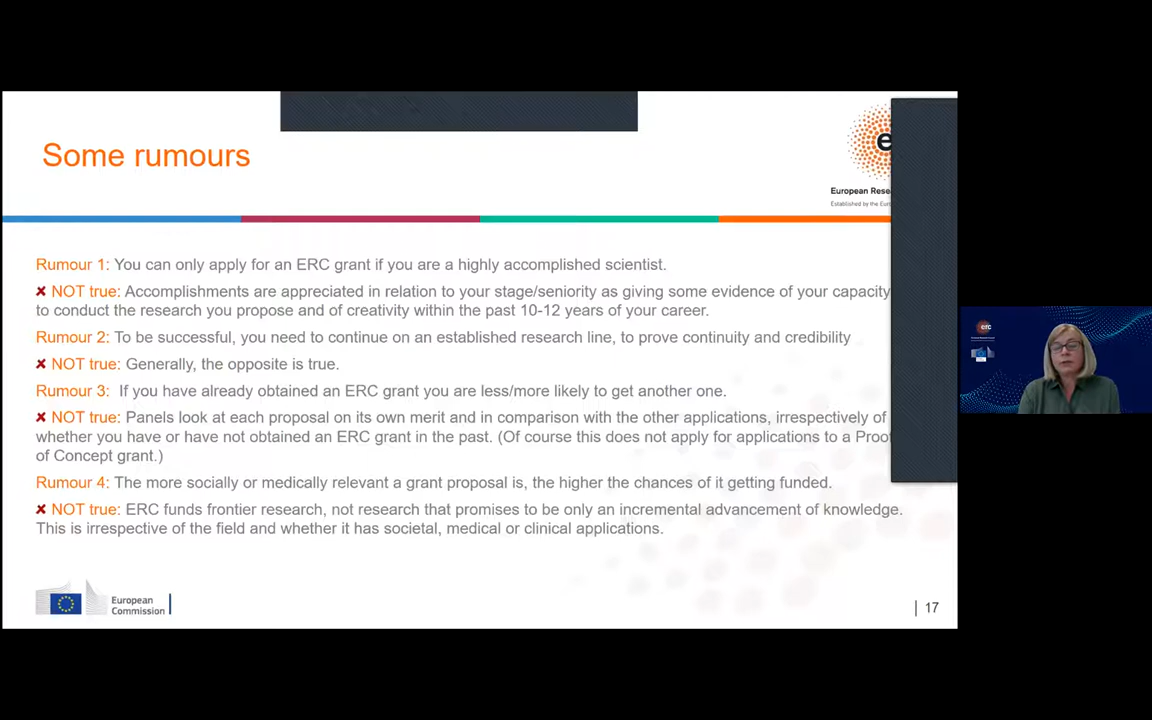 Some rumours
European
Established by the
Rumour 1: You can only apply for an ERC grant if you are a highly accomplished scientist.
✘ NOT true: Accomplishments are appreciated in relation to your stage/seniority as giving some evidence of your capacity
to conduct the research you propose and of creativity within the past 10-12 years of your career.
Rumour 2: To be successful, you need to continue on an established research line, to prove continuity and credibility
✘ NOT true: Generally, the opposite is true.
Rumour 3: If you have already obtained an ERC grant you are less/more likely to get another one.
✘ NOT true: Panels look at each proposal on its own merit and in comparison with the other applications, irrespectively of
whether you have or have not obtained an ERC grant in the past. (Of course this does not apply for applications to a Proo
of Concept grant.)
Rumour 4: The more socially or medically relevant a grant proposal is, the higher the chances of it getting funded.
✘ NOT true: ERC funds frontier research, not research that promises to be only an incremental advancement of knowledge.
This is irrespective of the field and whether it has societal, medical or clinical applications.
European
Commission
17
erc